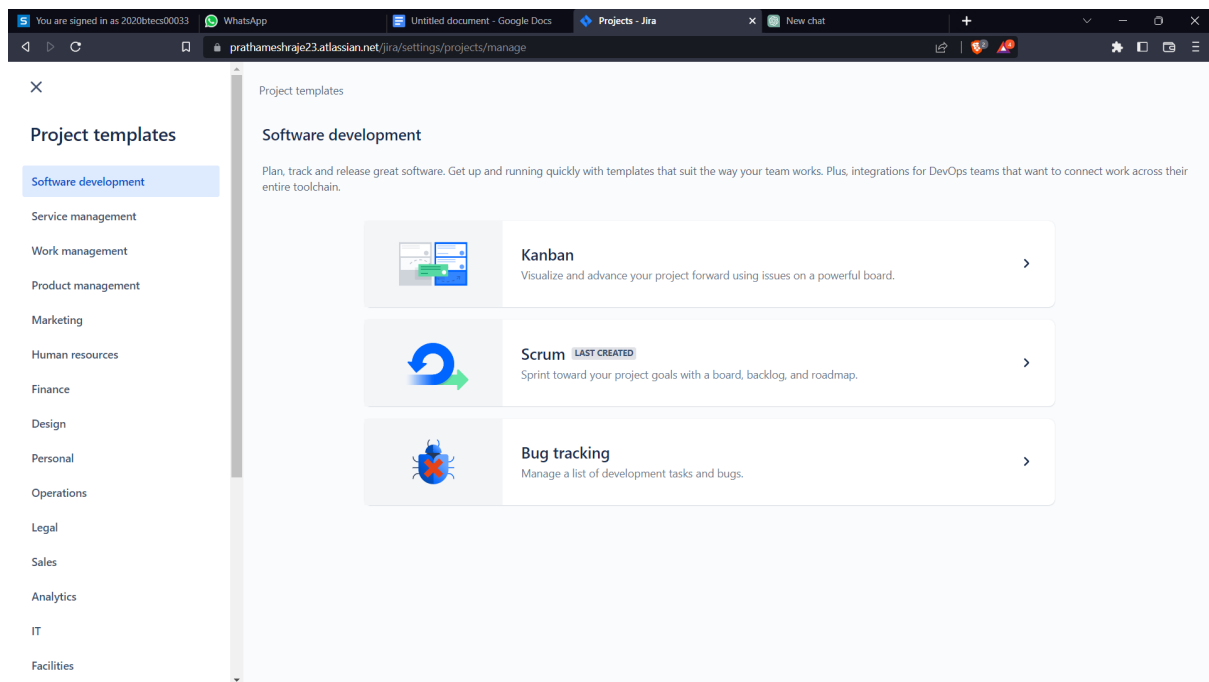 You are signed in as 2020btecs00033
WhatsApp
Untitled document - Google Docs
Projects - Jira
New chat
prathameshraje23.atlassian.net/jira/settings/projects/manage
Project templates
Software development
Service management
Work management
Product management
Marketing
Human resources
Finance
Design
Personal
Operations
Legal
Sales
Analytics
IT
Facilities
Project templates
Software development
Plan, track and release great software. Get up and running quickly with templates that suit the way your team works. Plus, integrations for DevOps teams that want to connect work across their
entire toolchain.
Kanban
Visualize and advance your project forward using issues on a powerful board.
Scrum LAST CREATED
Sprint toward your project goals with a board, backlog, and roadmap.
Bug tracking
Manage a list of development tasks and bugs.